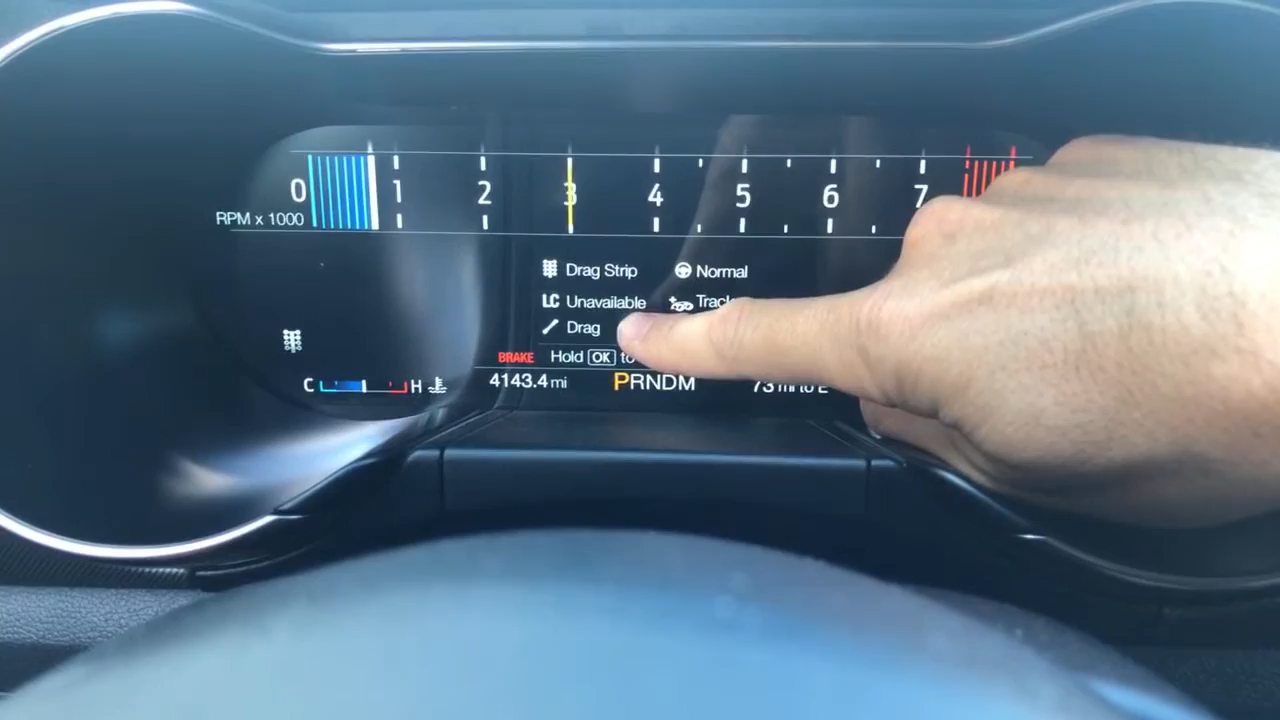 0 1 2 3 4 5 6 7
RPM x 1000
Drag Strip Normal
LC Unavailable Track
Drag
BRAKE Hold OK to
C H 4143.4 mi PRNDM 73 mi to E